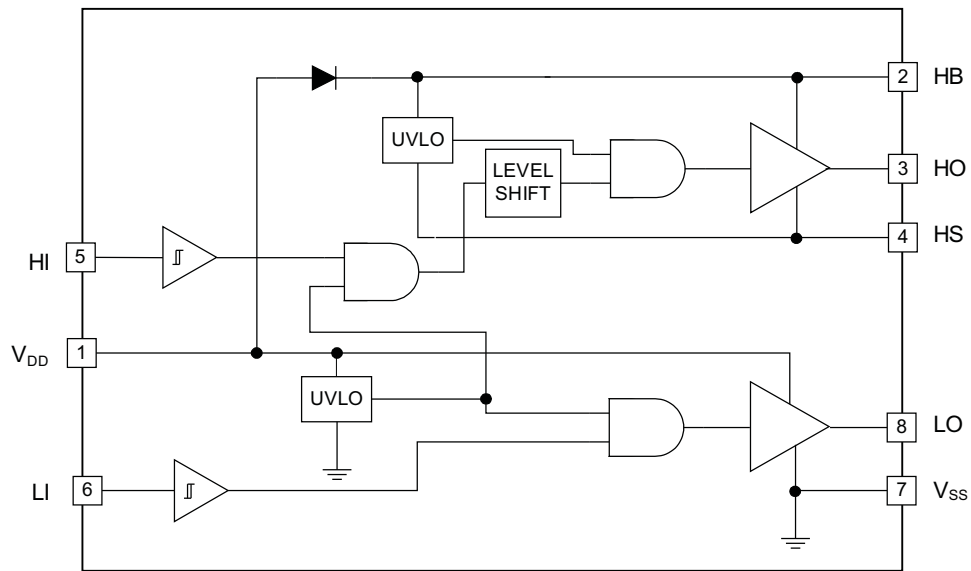 2 HB
UVLO
LEVEL
SHIFT
3 HO
4 HS
HI 5
VDD 1
UVLO
8 LO
LI 6
7 VSS